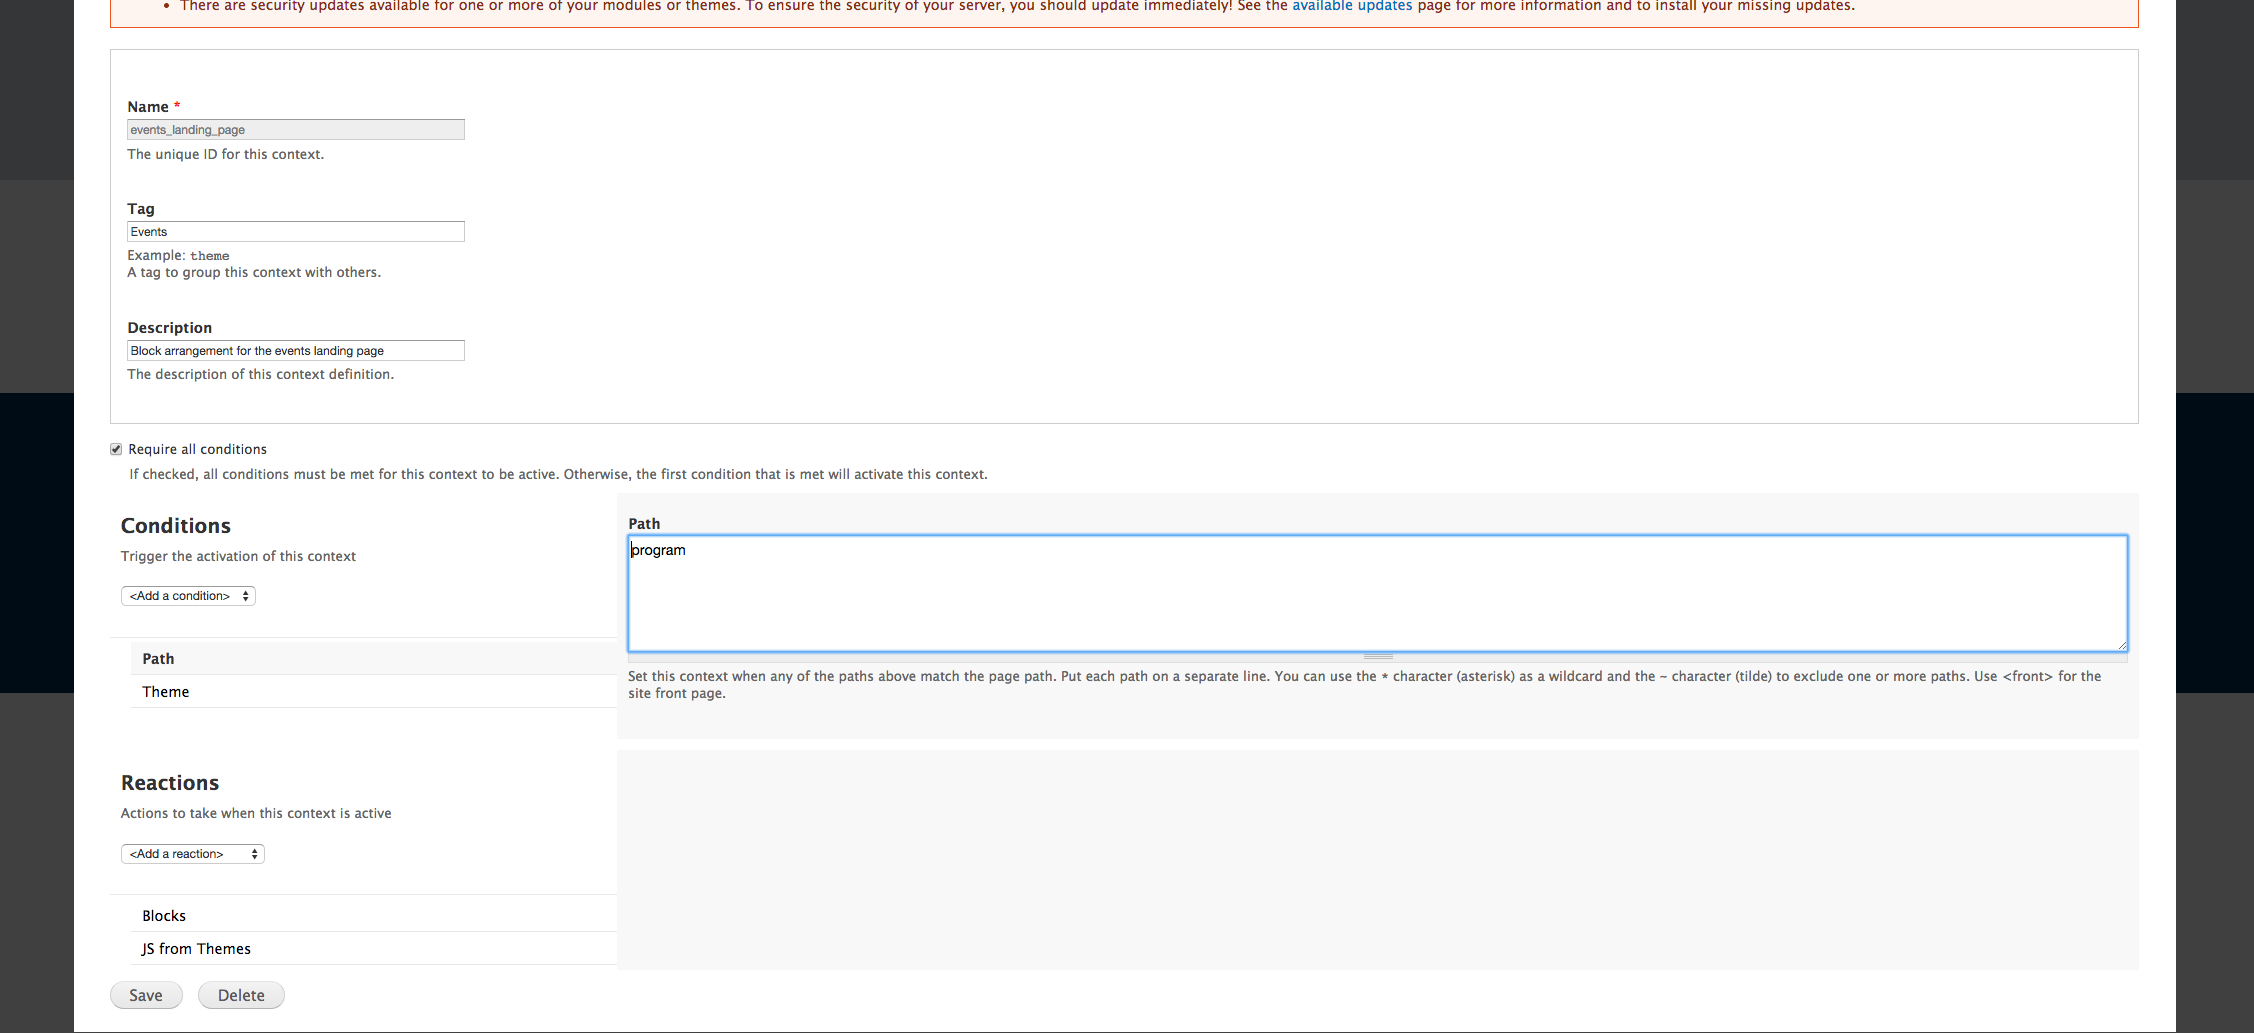 • There are security updates available for one or more of your modules or themes. To ensure the security of your server, you should update immediately! See the available updates page for more information and to install your missing updates.
Name *
events_landing_page
The unique ID for this context.
Tag
Events
Example: theme
A tag to group this context with others.
Description
Block arrangement for the events landing page
The description of this context definition.
Require all conditions
If checked, all conditions must be met for this context to be active. Otherwise, the first condition that is met will activate this context.
Conditions
Trigger the activation of this context
<Add a condition>
Path
Theme
Path
program
Set this context when any of the paths above match the page path. Put each path on a separate line. You can use the * character (asterisk) as a wildcard and the ~ character (tilde) to exclude one or more paths. Use <front> for the
site front page.
Reactions
Actions to take when this context is active
<Add a reaction>
Blocks
JS from Themes
Save Delete